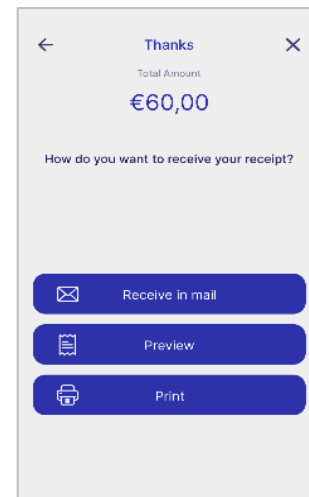 Thanks
Total Amount
€60,00
How do you want to receive your receipt?
Receive in mail
Preview
Print